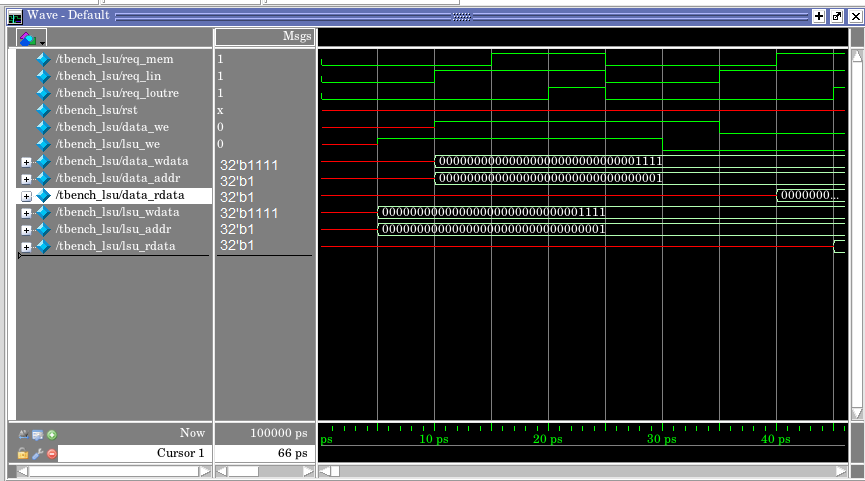 Wave - Default
Msgs
/tbench_lsu/req_mem 1
/tbench_lsu/req_lin 1
/tbench_lsu/req_loutre 1
/tbench_lsu/rst x
/tbench_lsu/data_we 0
/tbench_lsu/lsu_we 0
/tbench_lsu/data_wdata 32'b1111 00000000000000000000000000001111
/tbench_lsu/data_addr 32'b1 00000000000000000000000000000001
/tbench_lsu/data_rdata 32'b1 0000000...
/tbench_lsu/lsu_wdata 32'b1111 00000000000000000000000000001111
/tbench_lsu/lsu_addr 32'b1 00000000000000000000000000000001
/tbench_lsu/lsu_rdata 32'b1
Now 100000 ps ps 10 ps 20 ps 30 ps 40 ps
Cursor 1 66 ps